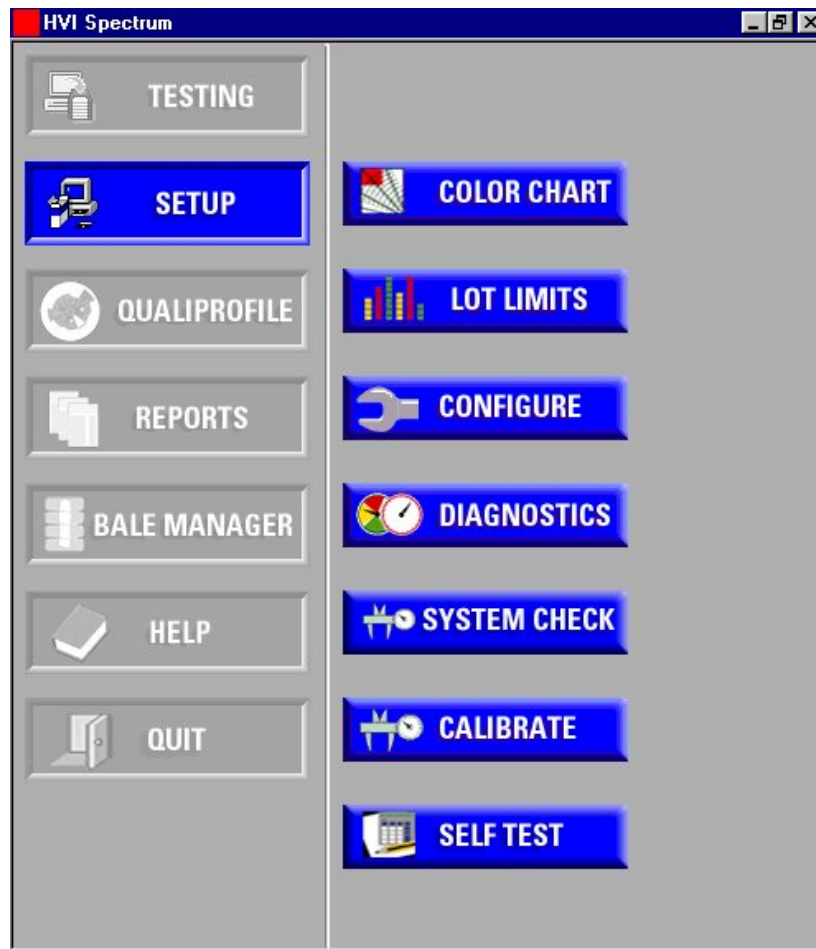 HVI Spectrum
TESTING
SETUP
QUALIPROFILE
REPORTS
BALE MANAGER
HELP
QUIT
COLOR CHART
LOT LIMITS
CONFIGURE
DIAGNOSTICS
SYSTEM CHECK
CALIBRATE
SELF TEST